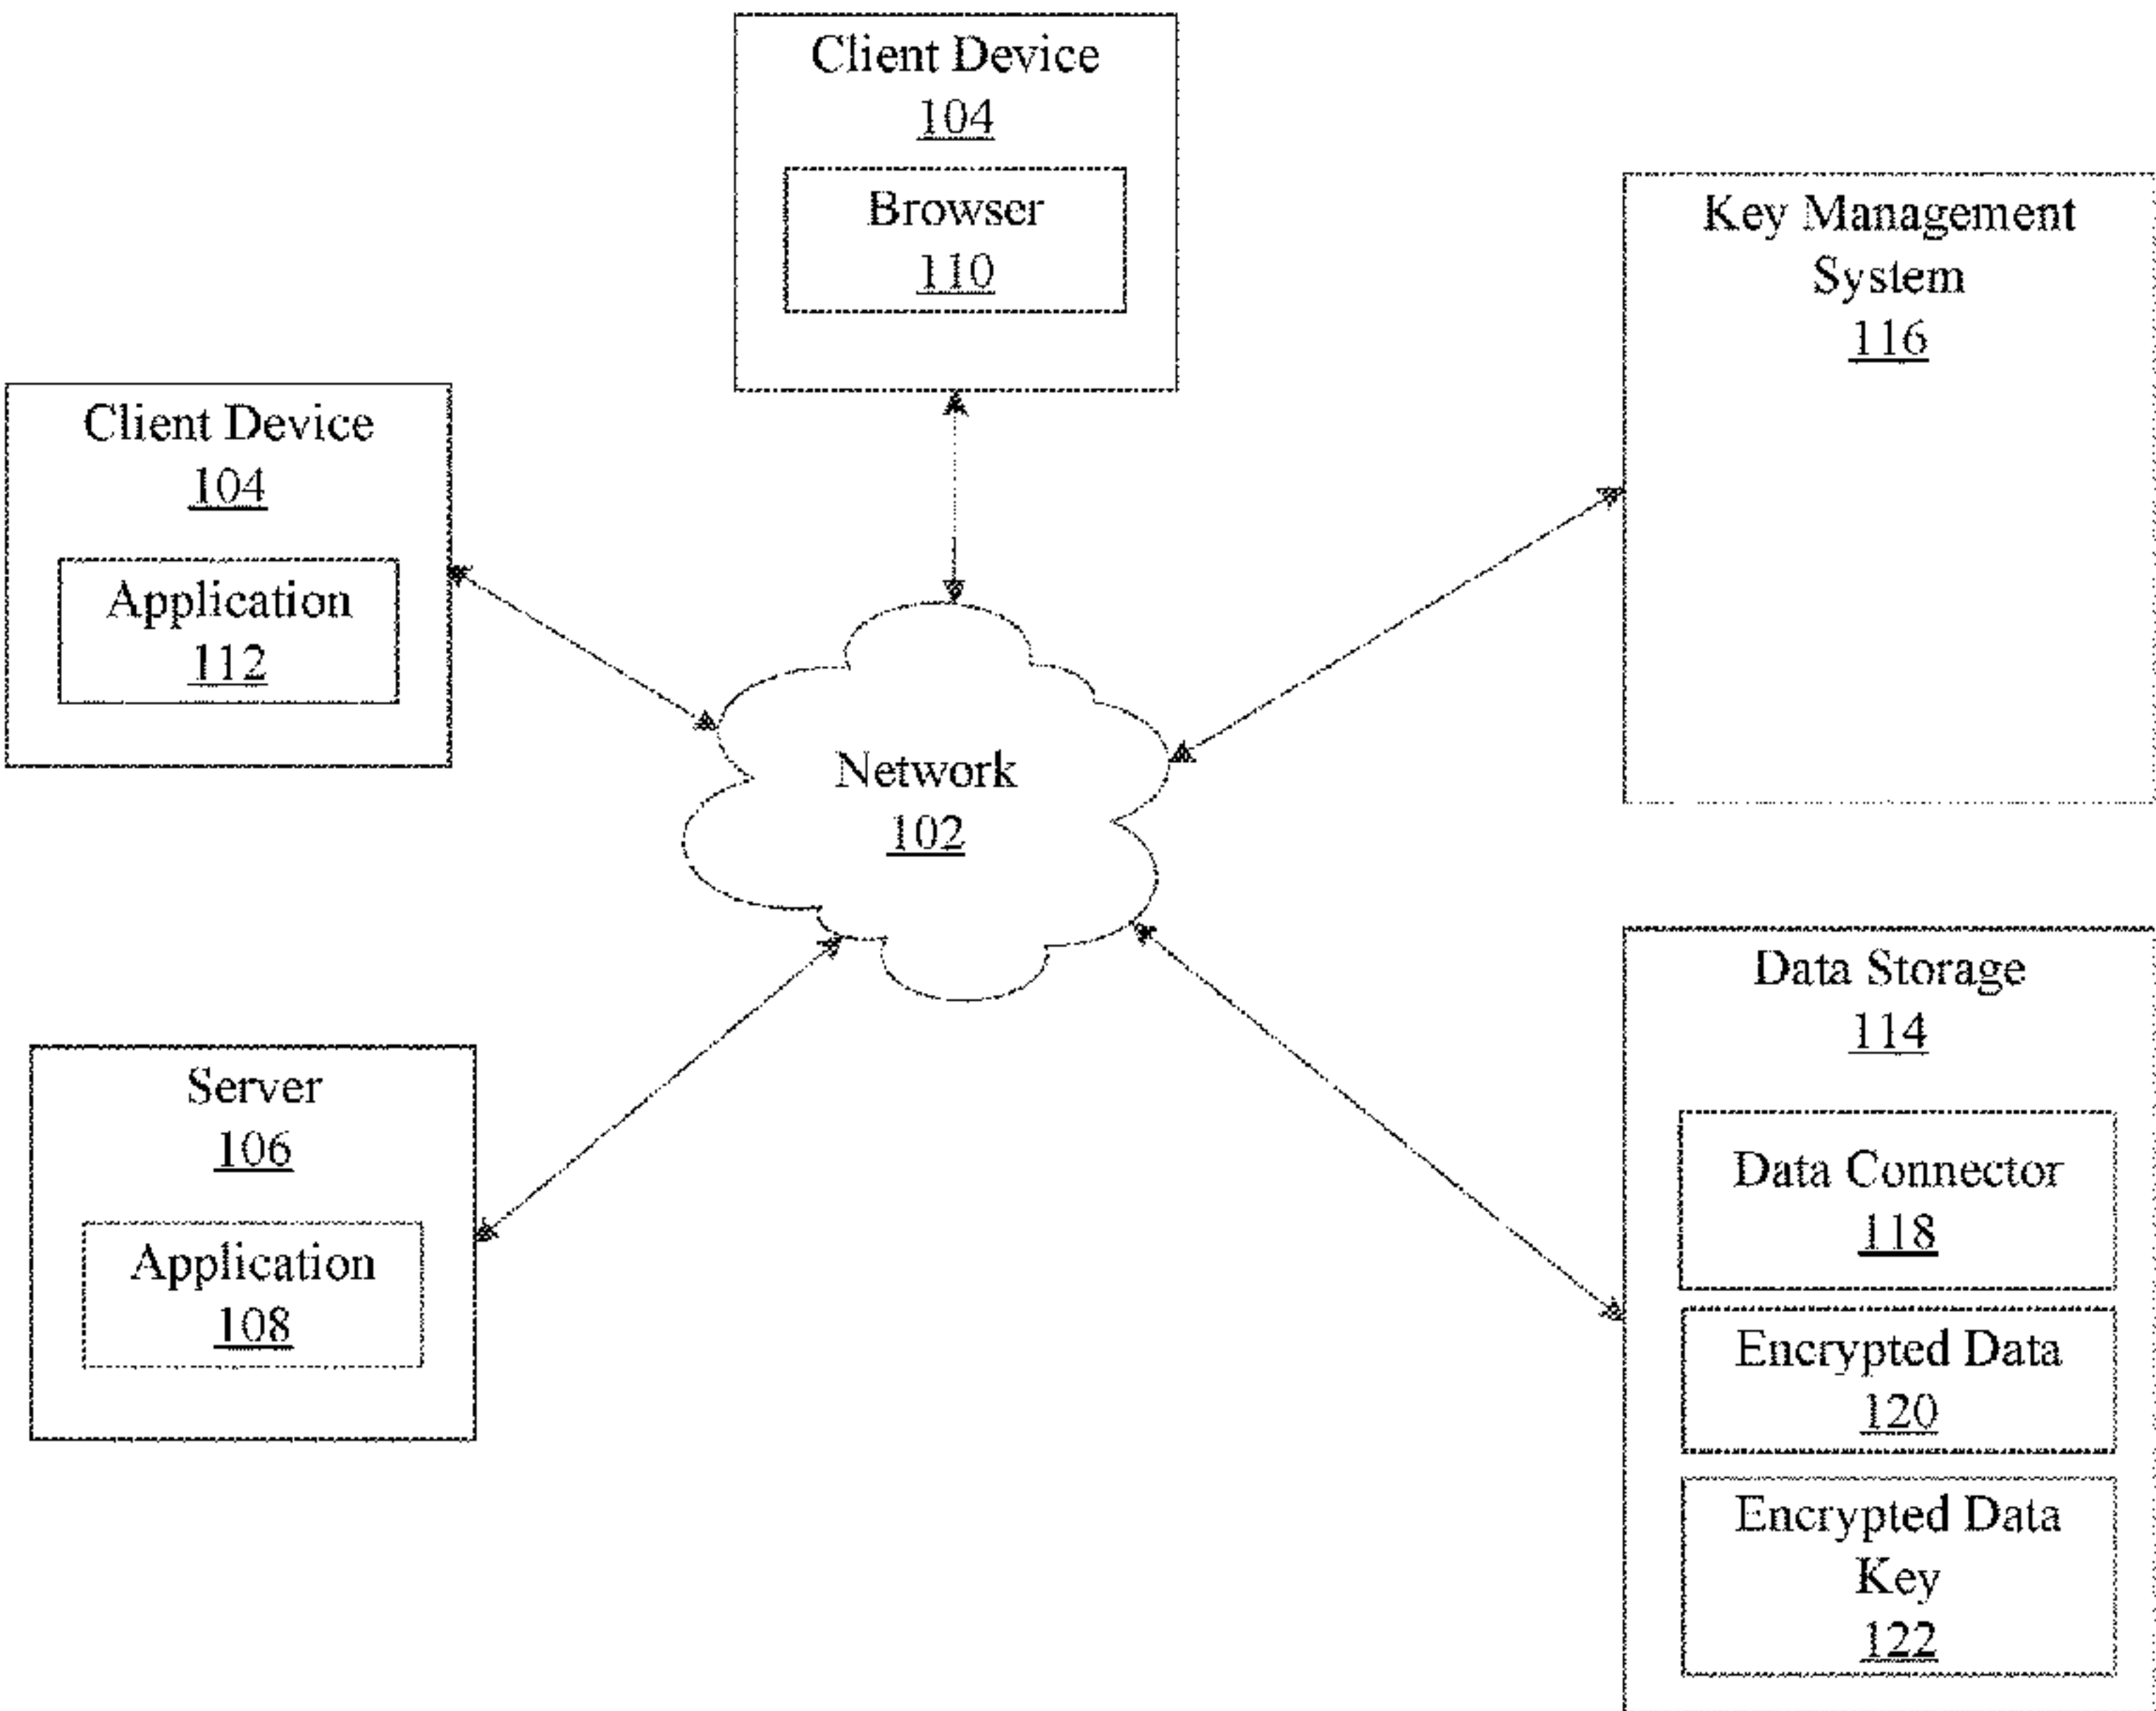 Client Device
104
Browser
110
Key Management
System
116
Client Device
104
Application
112
Network
102
Data Storage
114
Data Connector
118
Encrypted Data
120
Encrypted Data
Key
122
Server
106
Application
108